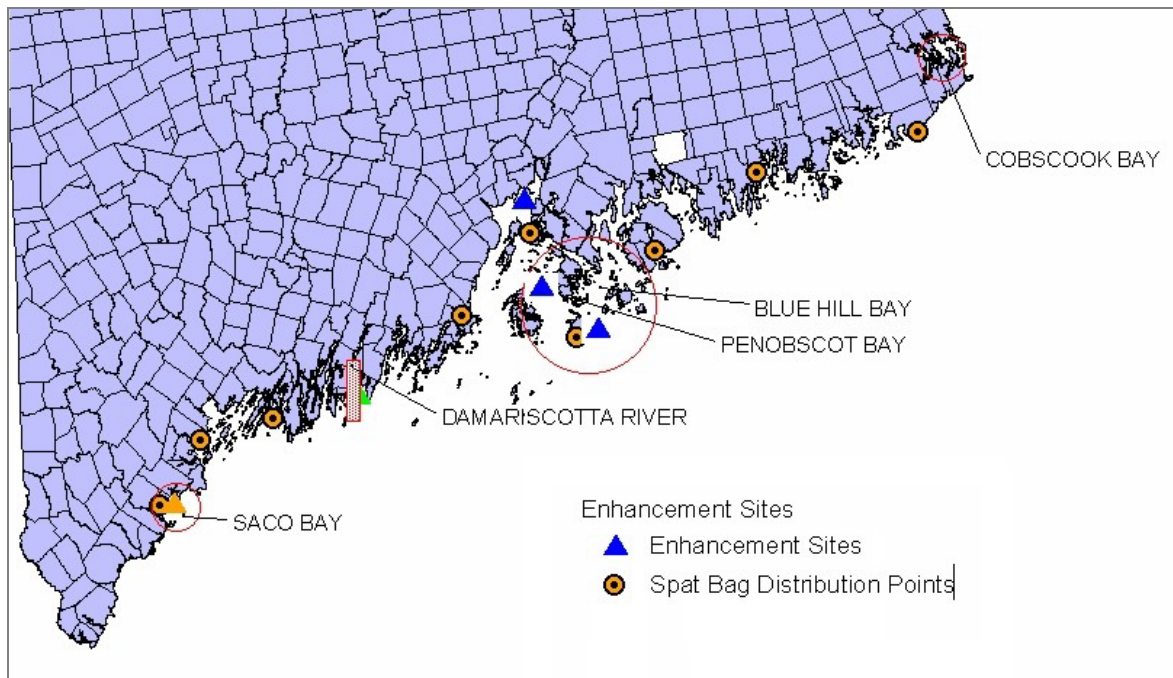 COBSCOOK BAY
BLUE HILL BAY
PENOBSCOT BAY
DAMARISCOTTA RIVER
SACO BAY
Enhancement Sites
Enhancement Sites
Spat Bag Distribution Points